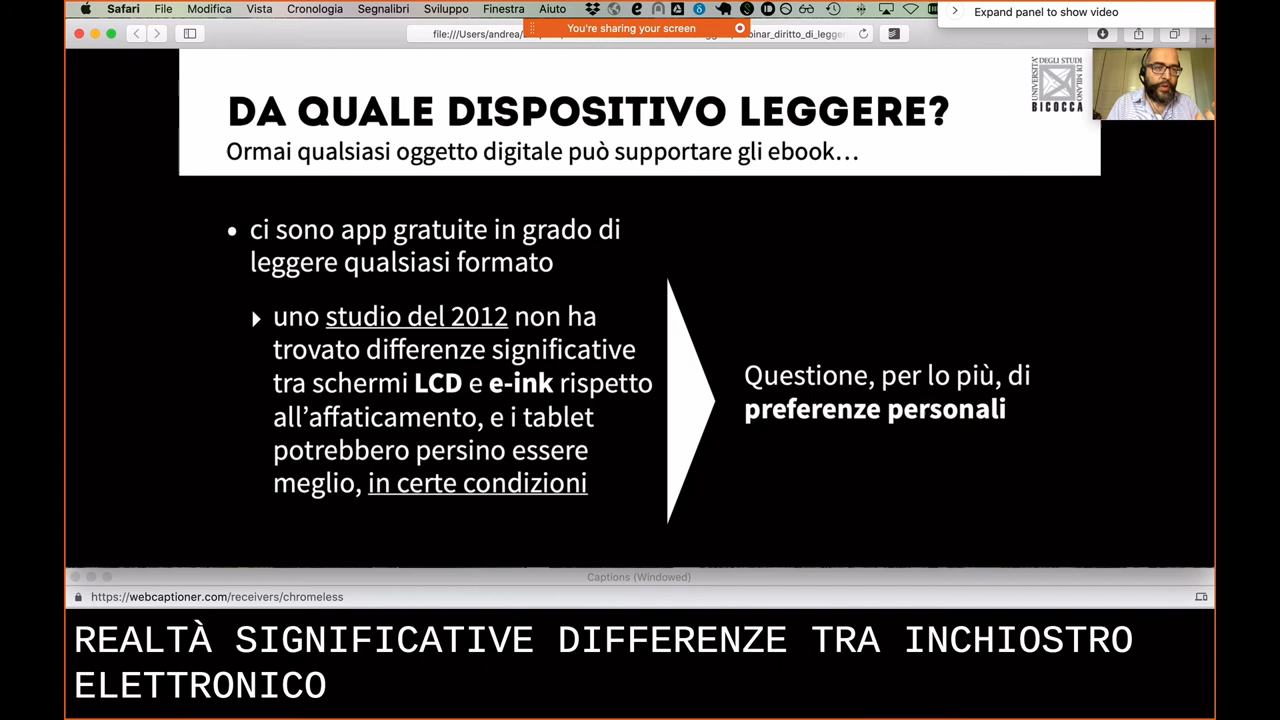 Safari File Modifica Vista Cronologia Segnalibri Sviluppo Finestra Aiuto
Expand panel to show video
You're sharing your screen
file:///Users/andrea/ binar_diritto_di_legge
DA QUALE DISPOSITIVO LEGGERE?
Ormai qualsiasi oggetto digitale può supportare gli ebook…
UNIVERSITÀ DEGLI STUDI DI MILANO
BICOCCA
• ci sono app gratuite in grado di
leggere qualsiasi formato
uno studio del 2012 non ha
trovato differenze significative
tra schermi LCD e e-ink rispetto
all’affaticamento, e i tablet
potrebbero persino essere
meglio, in certe condizioni
Questione, per lo più, di
preferenze personali
Captions (Windowed)
https://webcaptioner.com/receivers/chromeless
REALTÀ SIGNIFICATIVE DIFFERENZE TRA INCHIOSTRO
ELETTRONICO